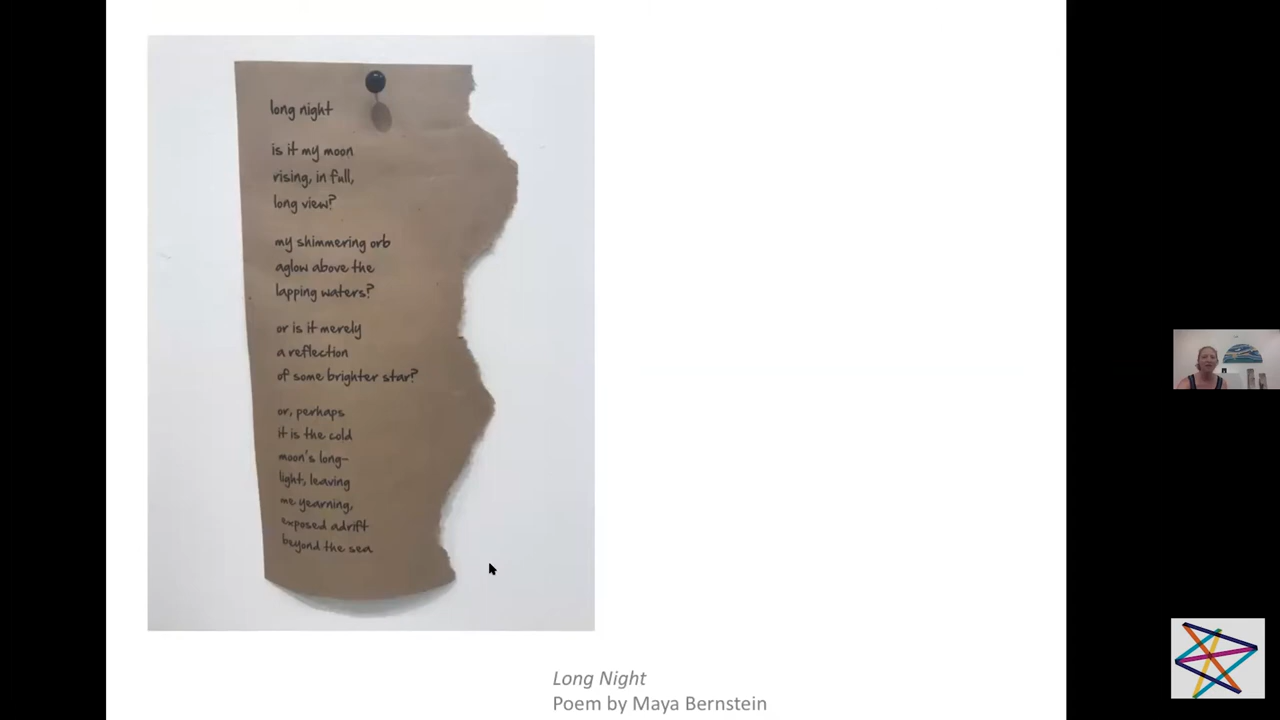 long night
is it my moon
rising, in full,
long view?
my shimmering orb
aglow above the
lapping waters?
or is it merely
a reflection
of some brighter star?
or, perhaps
it is the cold
moon's long-
light, leaving
me yearning,
exposed adrift
beyond the sea
Long Night
Poem by Maya Bernstein